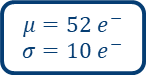 μ = 52 e⁻
σ = 10 e⁻